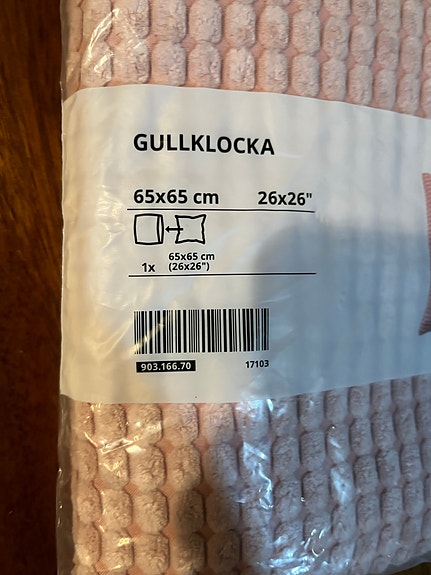 GULLKLOCKA
65x65 cm 26x26"
1x 65x65 cm
(26x26")
903.166.70 17103